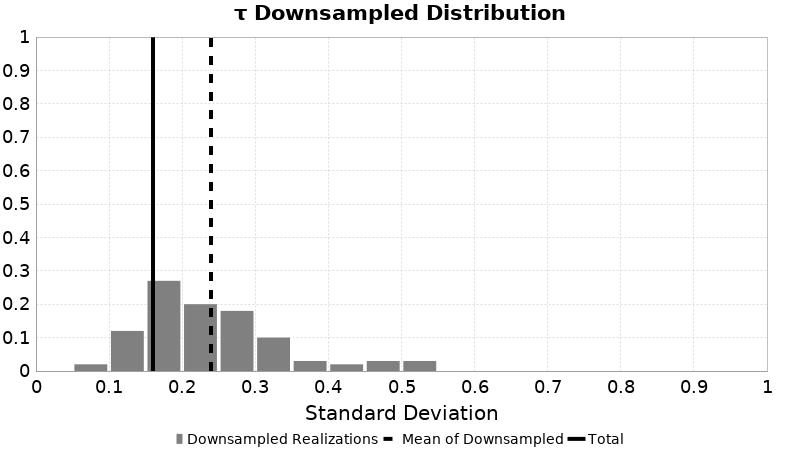 τ Downsampled Distribution
1
0.9
0.8
0.7
0.6
0.5
0.4
0.3
0.2
0.1
0
0 0.1 0.2 0.3 0.4 0.5 0.6 0.7 0.8 0.9 1
Standard Deviation
Downsampled Realizations Mean of Downsampled Total